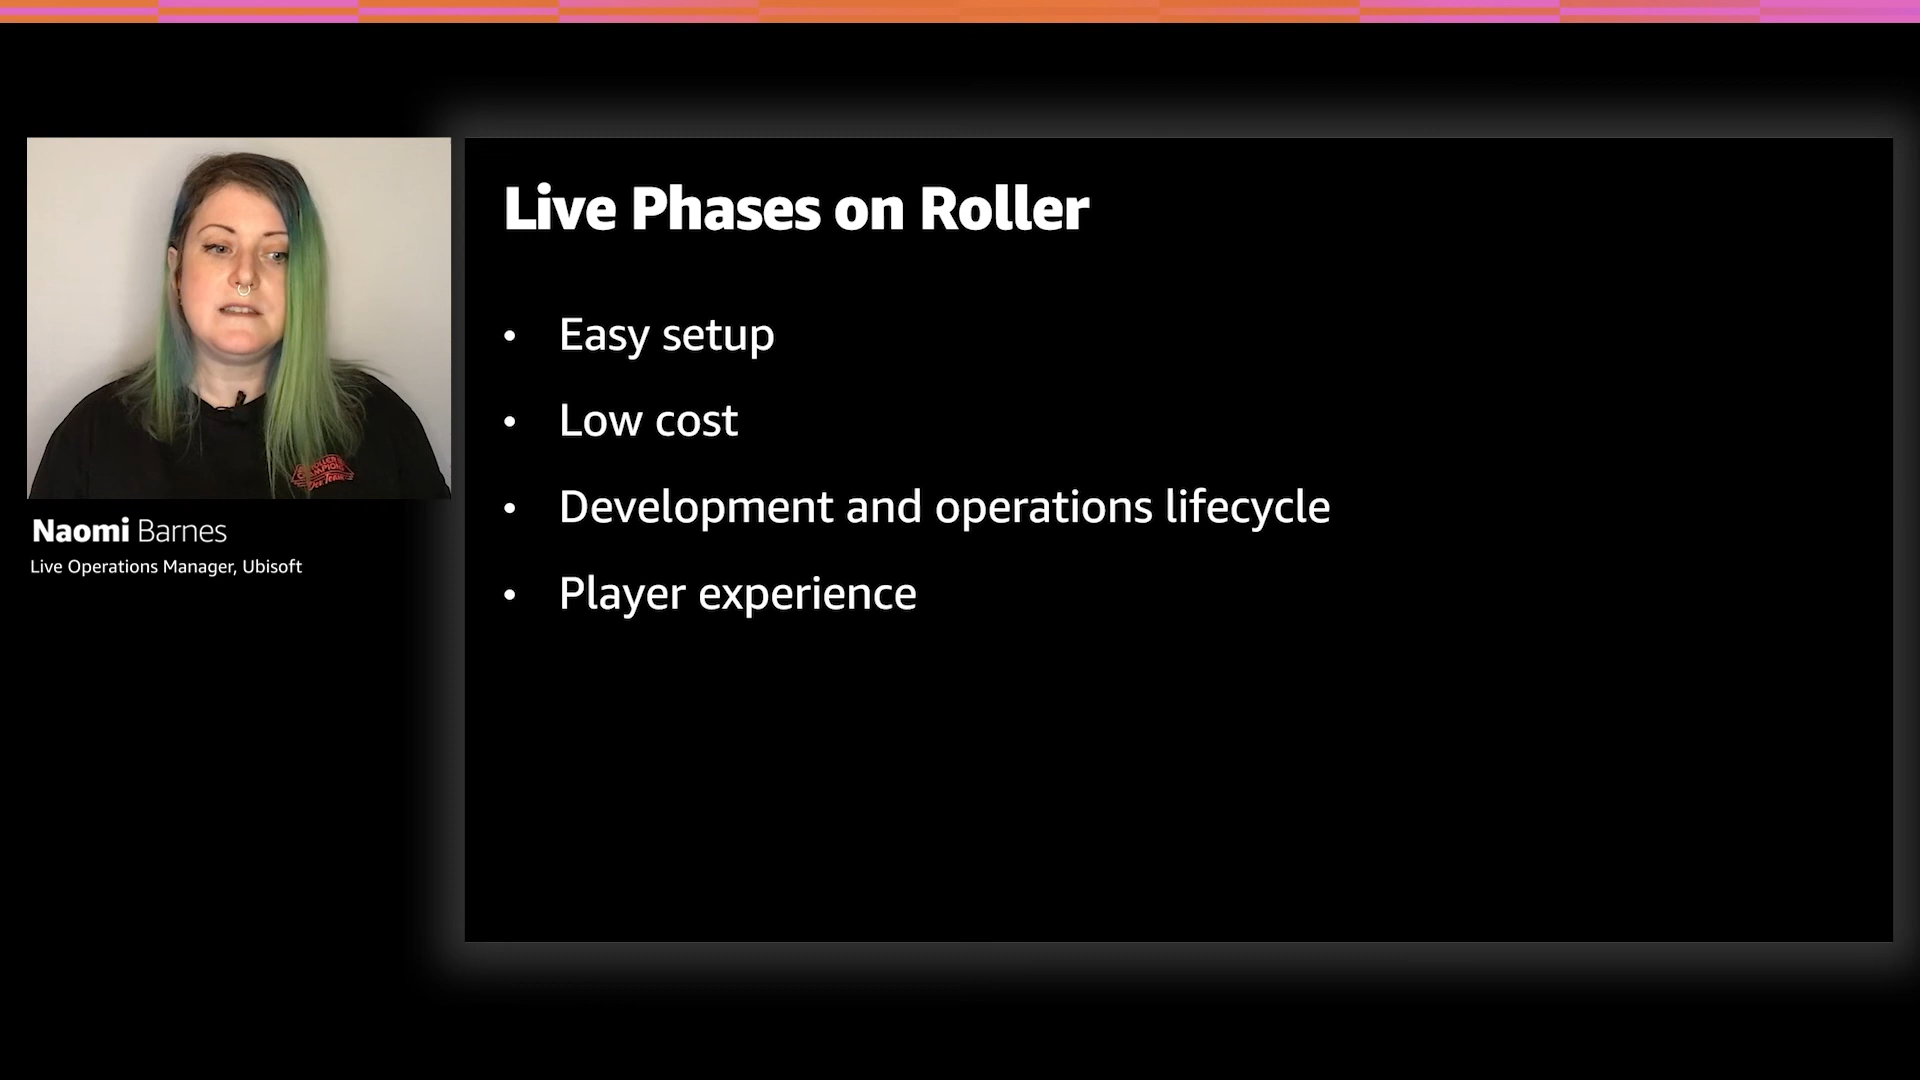 Live Phases on Roller
• Easy setup
• Low cost
• Development and operations lifecycle
• Player experience
Naomi Barnes
Live Operations Manager, Ubisoft